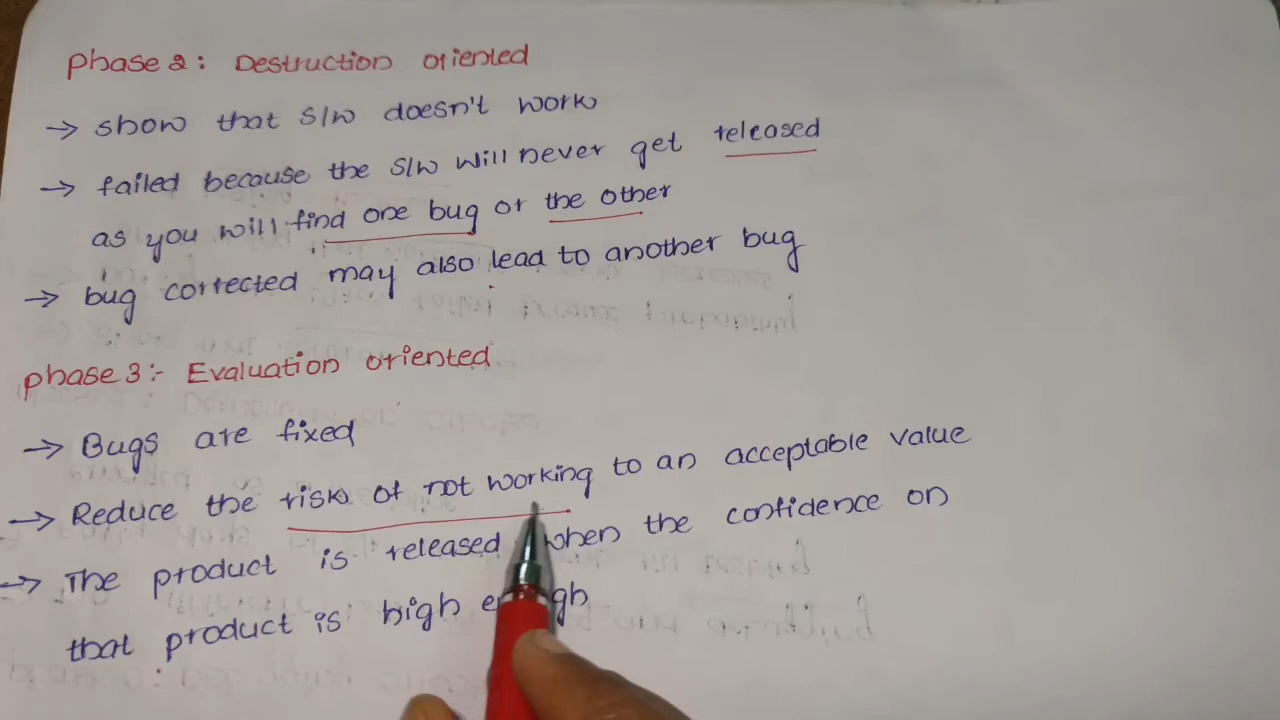 Phase 2: Destruction oriented
→ show that S/W doesn't work
→ failed because the S/W will never get released
as you will find one bug or the other
→ bug corrected may also lead to another bug
Phase 3:- Evaluation oriented
→ Bugs are fixed
→ Reduce the risk of not working to an acceptable value
→ The product is released when the confidence on
that product is high